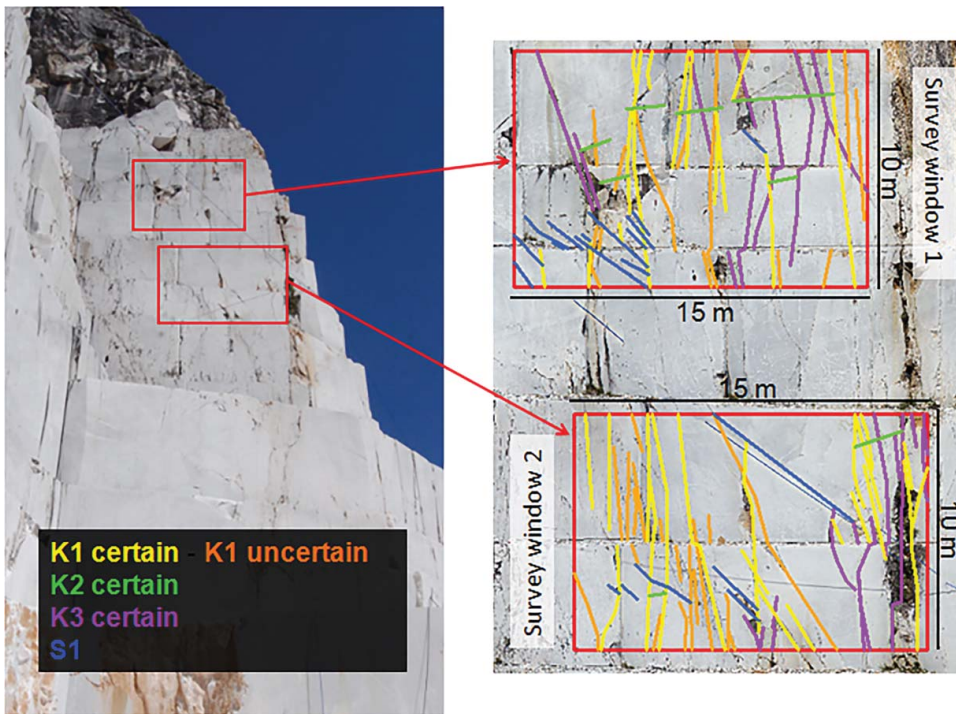 K1 certain - K1 uncertain
K2 certain
K3 certain
S1
Survey window 1
10 m
15 m
15 m
Survey window 2
10 m